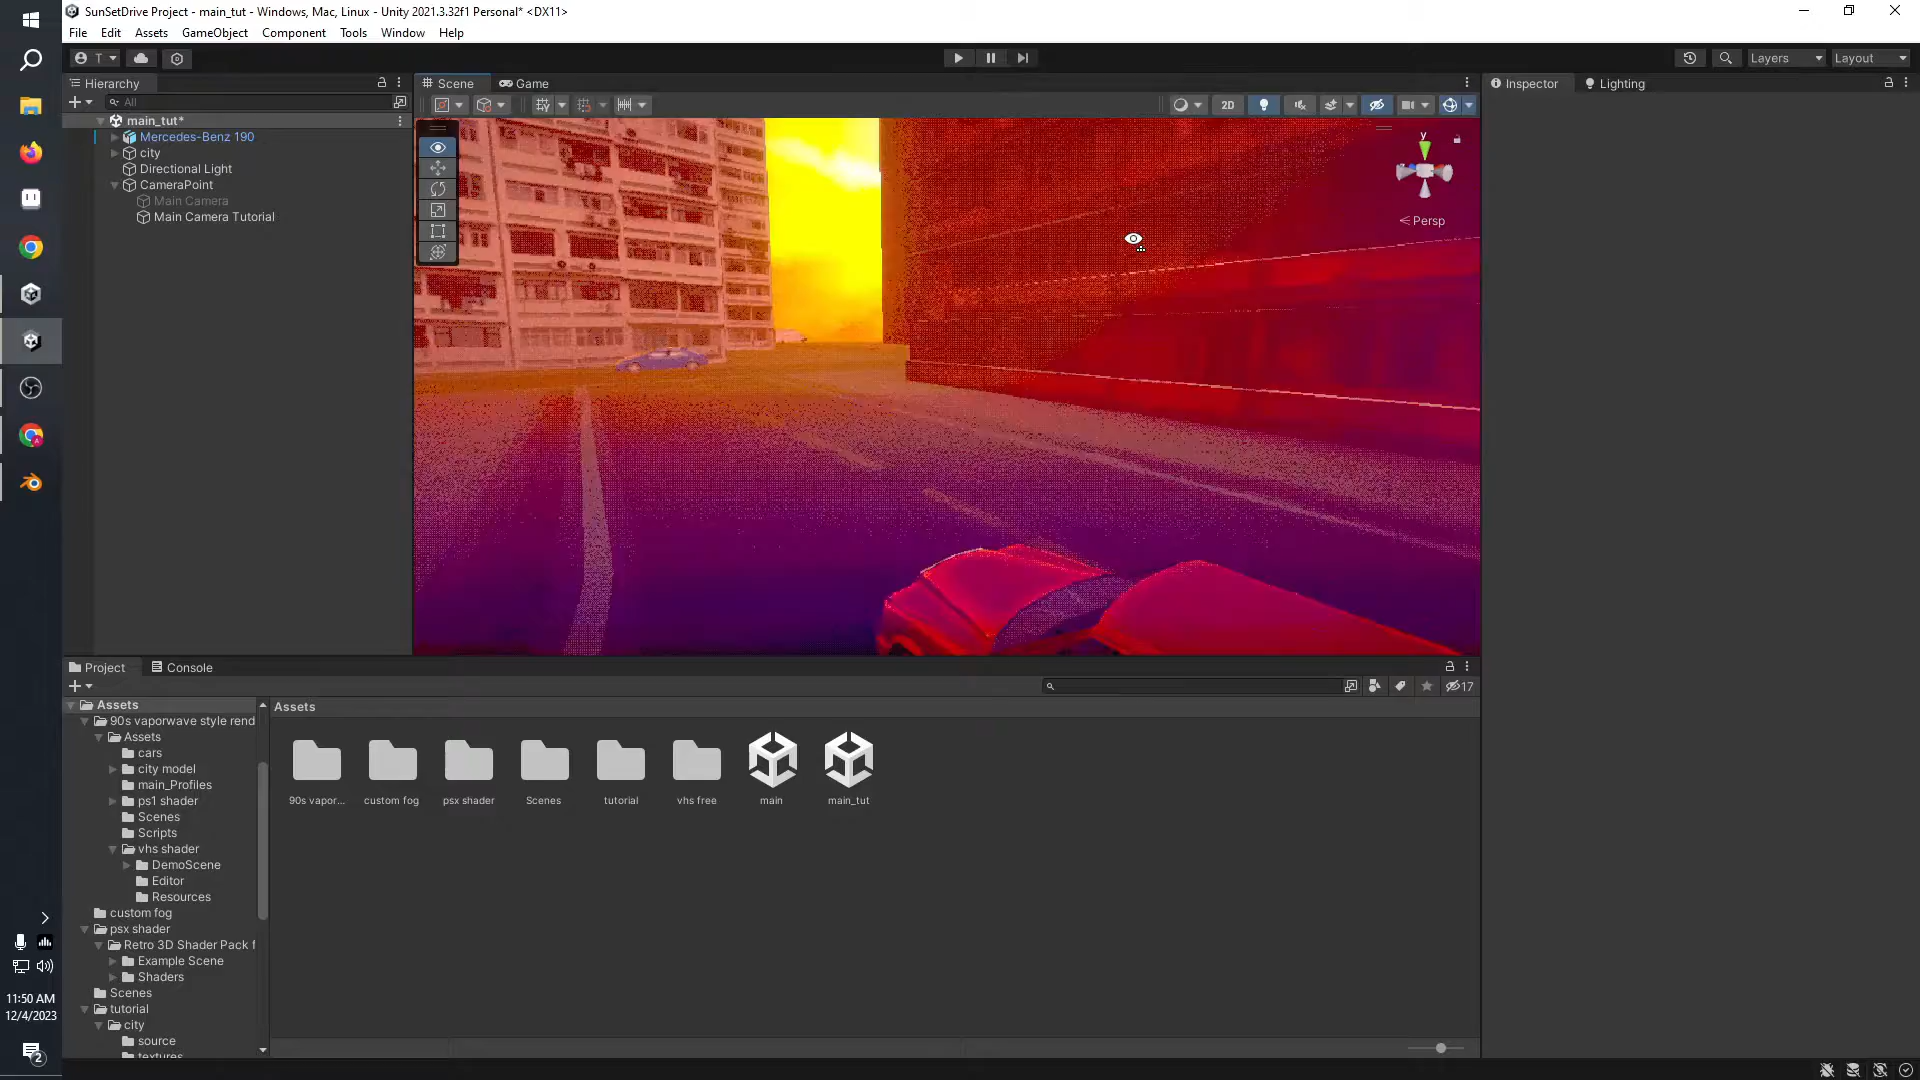 SunSetDrive Project - main_tut - Windows, Mac, Linux - Unity 2021.3.32f1 Personal* <DX11>
File Edit Assets GameObject Component Tools Window Help
T Layers Layout
Hierarchy
All
main_tut*
Mercedes-Benz 190
city
Directional Light
CameraPoint
Main Camera
Main Camera Tutorial
Scene Game
2D
y
Persp
Inspector Lighting
Project Console
17
Assets
90s vaporwave style rend
Assets
cars
city model
main_Profiles
ps1 shader
Scenes
Scripts
vhs shader
DemoScene
Editor
Resources
custom fog
psx shader
Retro 3D Shader Pack f
Example Scene
Shaders
Scenes
tutorial
city
source
textures
Assets
90s vapor... custom fog psx shader Scenes tutorial vhs free main main_tut
11:50 AM
12/4/2023
2